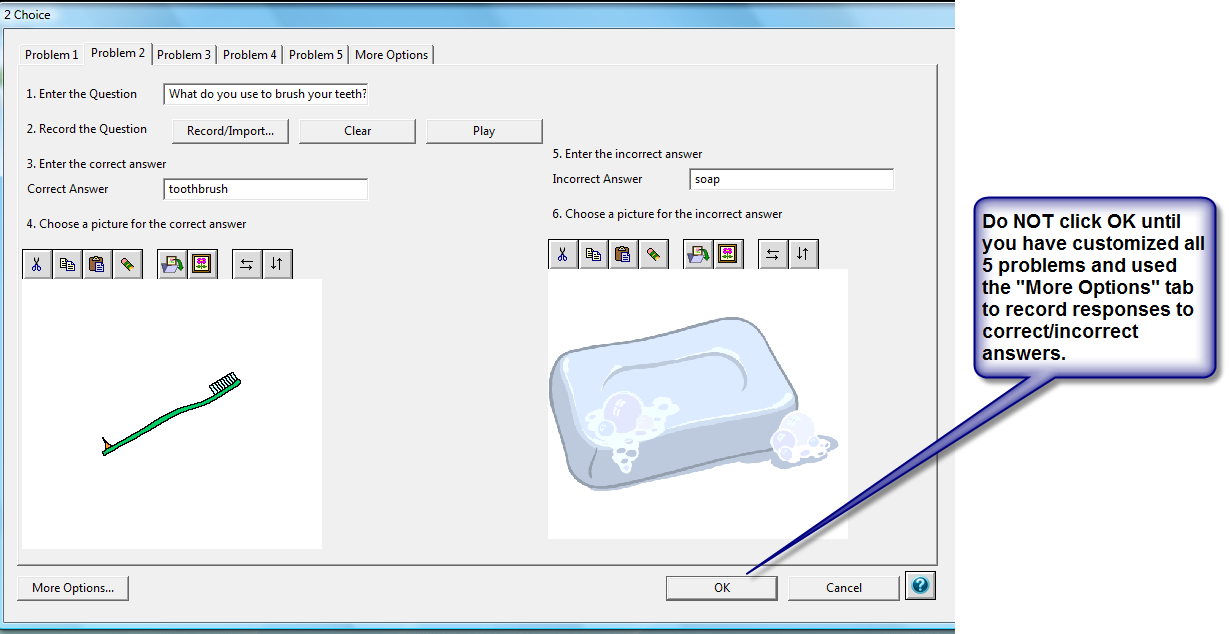 2 Choice
Problem 1 Problem 2 Problem 3 Problem 4 Problem 5 More Options
1. Enter the Question What do you use to brush your teeth?
2. Record the Question Record/Import... Clear Play
3. Enter the correct answer
Correct Answer toothbrush
4. Choose a picture for the correct answer
5. Enter the incorrect answer
Incorrect Answer soap
6. Choose a picture for the incorrect answer
Do NOT click OK until
you have customized all
5 problems and used
the "More Options" tab
to record responses to
correct/incorrect
answers.
More Options... OK Cancel ?